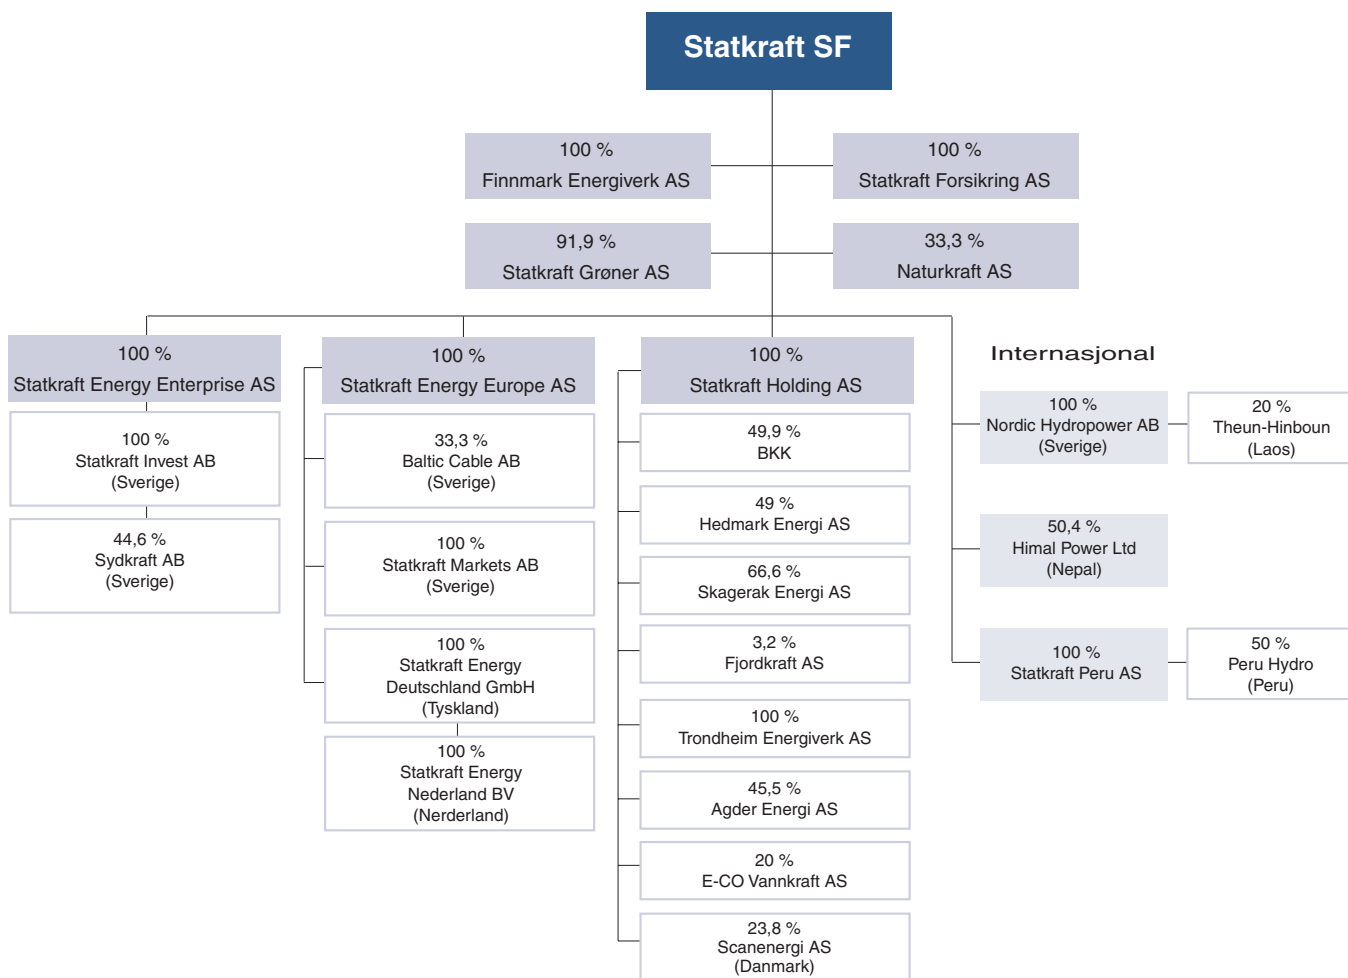 Statkraft SF
100 %
Finnmark Energiverk AS
100 %
Statkraft Forsikring AS
91,9 %
Statkraft Grøner AS
33,3 %
Naturkraft AS
100 %
Statkraft Energy Enterprise AS
100 %
Statkraft Invest AB
(Sverige)
44,6 %
Sydkraft AB
(Sverige)
100 %
Statkraft Energy Europe AS
33,3 %
Baltic Cable AB
(Sverige)
100 %
Statkraft Markets AB
(Sverige)
100 %
Statkraft Energy
Deutschland GmbH
(Tyskland)
100 %
Statkraft Energy
Nederland BV
(Nerderland)
100 %
Statkraft Holding AS
49,9 %
BKK
49 %
Hedmark Energi AS
66,6 %
Skagerak Energi AS
3,2 %
Fjordkraft AS
100 %
Trondheim Energiverk AS
45,5 %
Agder Energi AS
20 %
E-CO Vannkraft AS
23,8 %
Scanenergi AS
(Danmark)
Internasjonal
100 %
Nordic Hydropower AB
(Sverige)
20 %
Theun-Hinboun
(Laos)
50,4 %
Himal Power Ltd
(Nepal)
100 %
Statkraft Peru AS
50 %
Peru Hydro
(Peru)